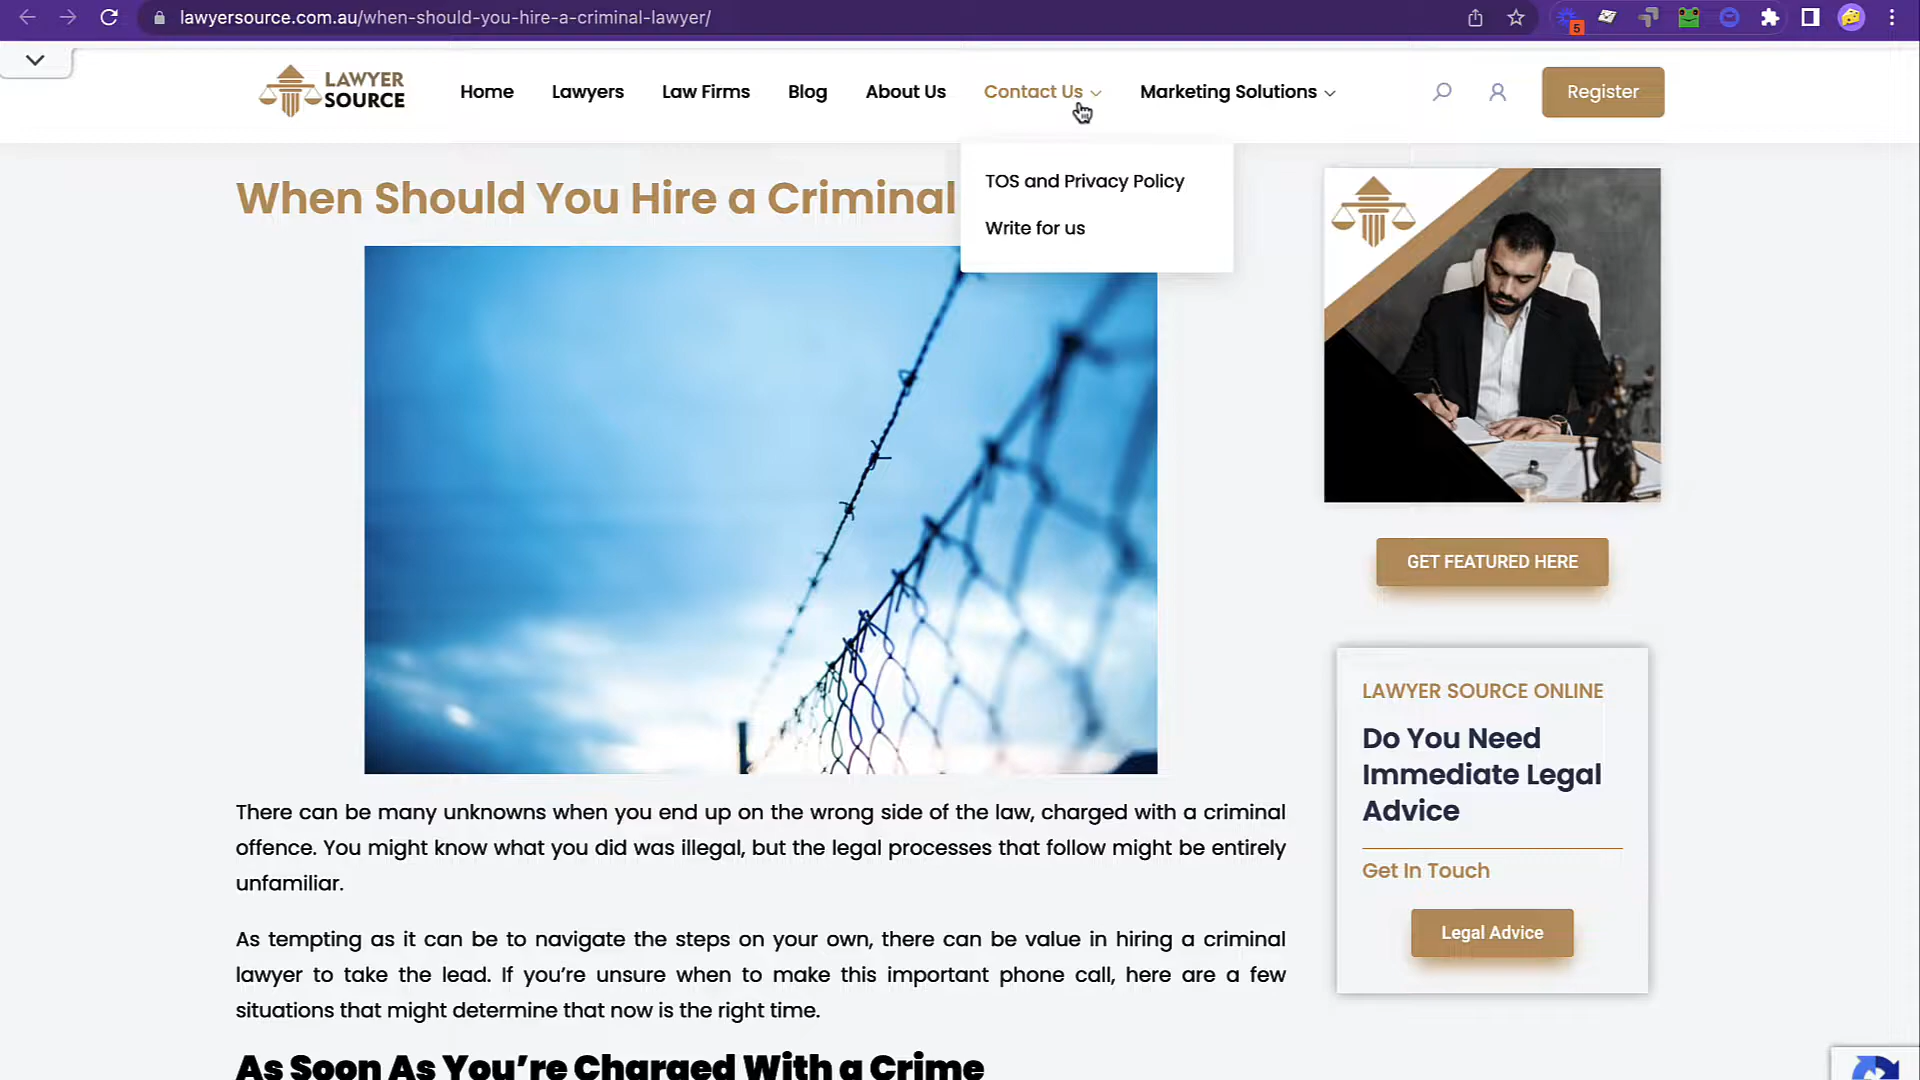 lawyersource.com.au/when-should-you-hire-a-criminal-lawyer/
5
LAWYER
SOURCE
Home
Lawyers
Law Firms
Blog
About Us
Contact Us
Marketing Solutions
Register
TOS and Privacy Policy
Write for us
When Should You Hire a Criminal
GET FEATURED HERE
LAWYER SOURCE ONLINE
Do You Need
Immediate Legal
Advice
Get In Touch
Legal Advice
There can be many unknowns when you end up on the wrong side of the law, charged with a criminal
offence. You might know what you did was illegal, but the legal processes that follow might be entirely
unfamiliar.
As tempting as it can be to navigate the steps on your own, there can be value in hiring a criminal
lawyer to take the lead. If you’re unsure when to make this important phone call, here are a few
situations that might determine that now is the right time.
As Soon As You’re Charged With a Crime